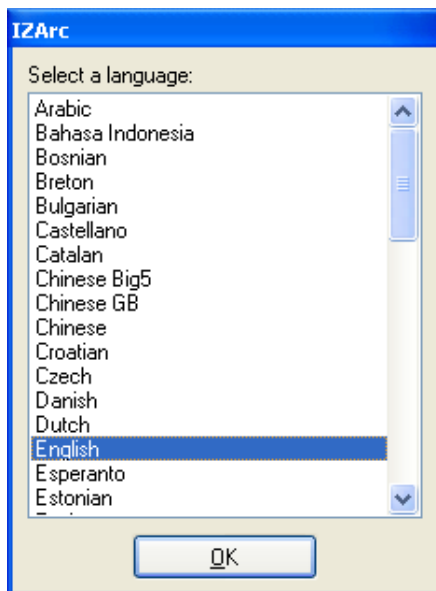 IZArc
Select a language:
Arabic
Bahasa Indonesia
Bosnian
Breton
Bulgarian
Castellano
Catalan
Chinese Big5
Chinese GB
Chinese
Croatian
Czech
Danish
Dutch
English
Esperanto
Estonian
OK